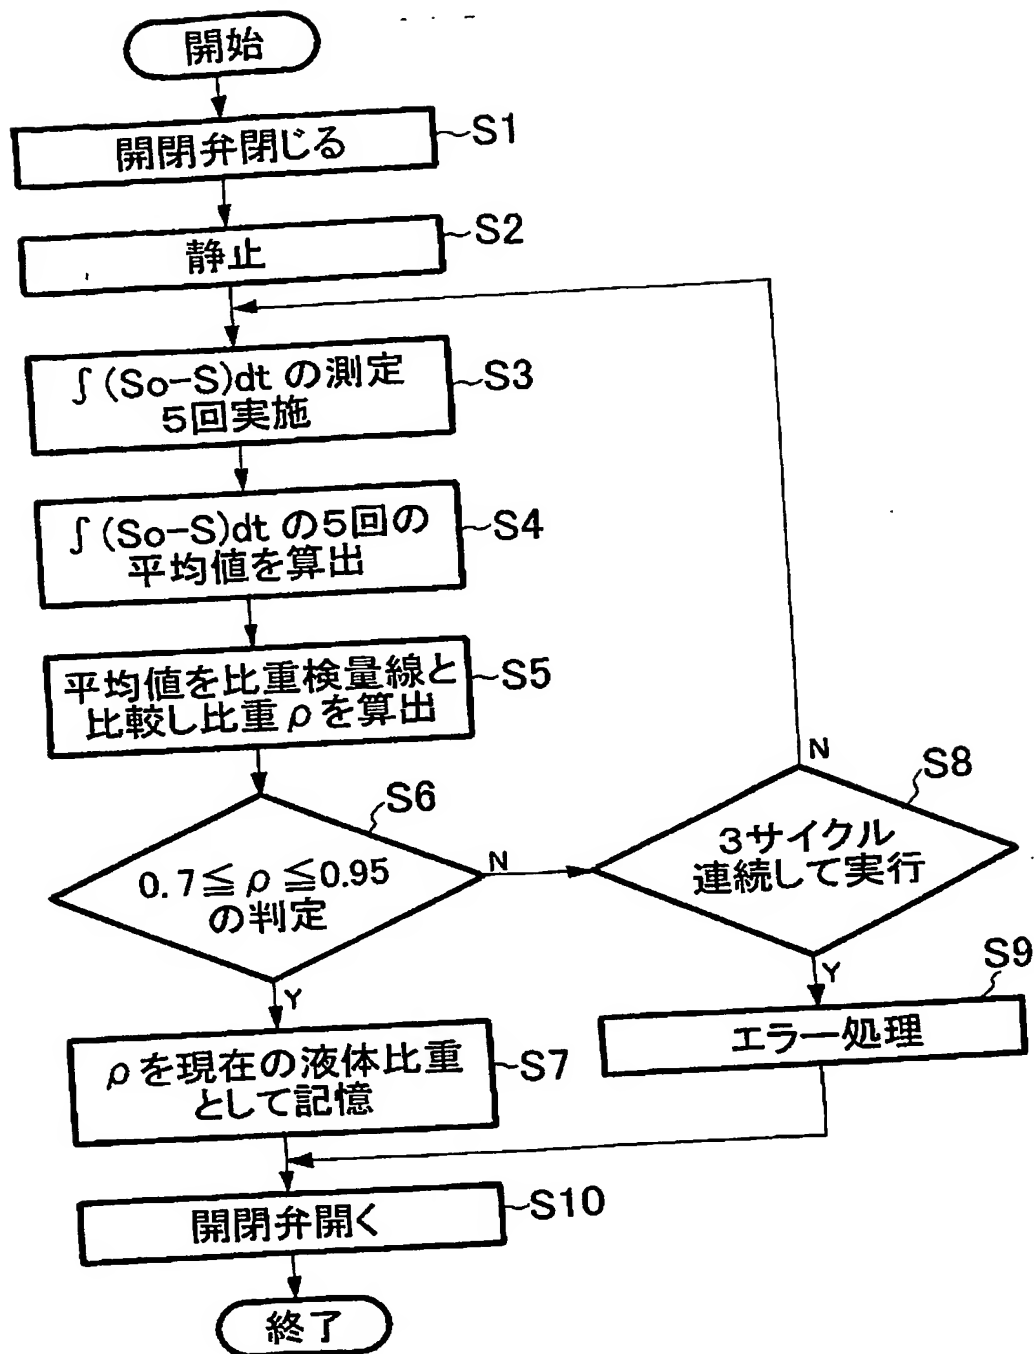 開始
開閉弁閉じる
S1
静止
S2
∫(So-S)dt の測定
5回実施
S3
∫(So-S)dt の5回の
平均値を算出
S4
平均値を比重検量線と
比較し比重ρを算出
S5
0.7≦ρ≦0.95
の判定
S6
N
Y
3サイクル
連続して実行
S8
N
Y
エラー処理
S9
ρを現在の液体比重
として記憶
S7
開閉弁開く
S10
終了